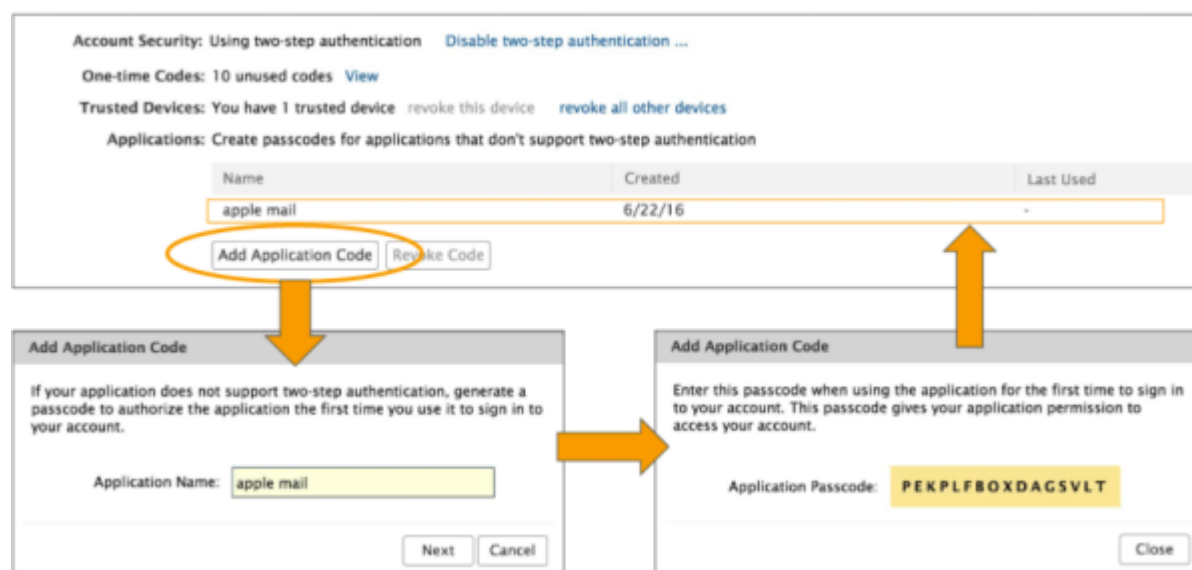 Account Security: Using two-step authentication Disable two-step authentication ...
One-time Codes: 10 unused codes View
Trusted Devices: You have 1 trusted device revoke this device revoke all other devices
Applications: Create passcodes for applications that don't support two-step authentication
Name Created Last Used
apple mail 6/22/16 -
Add Application Code Revoke Code
Add Application Code
If your application does not support two-step authentication, generate a
passcode to authorize the application the first time you use it to sign in to
your account.
Application Name: apple mail
Next Cancel
Add Application Code
Enter this passcode when using the application for the first time to sign in
to your account. This passcode gives your application permission to
access your account.
Application Passcode: PEKPLFBOXDAGSVLT
Close